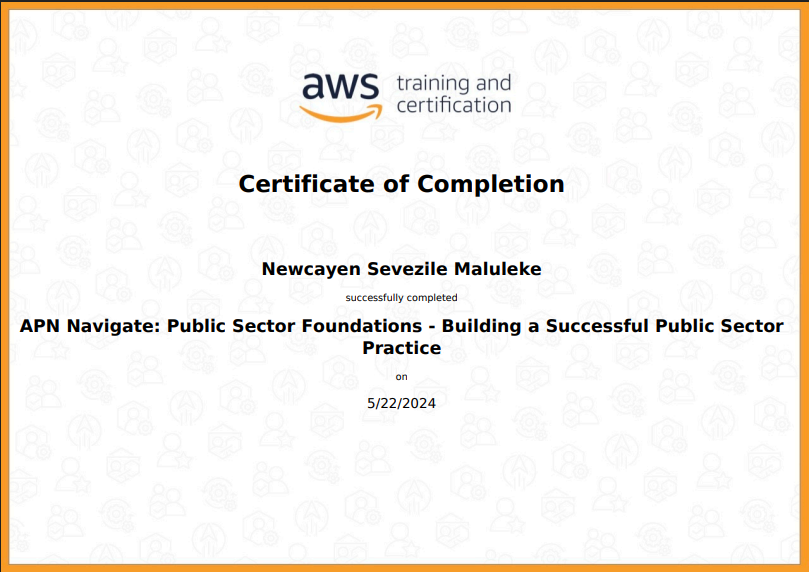 aws training and
certification
Certificate of Completion
Newcayen Sevezile Maluleke
successfully completed
APN Navigate: Public Sector Foundations - Building a Successful Public Sector
Practice
on
5/22/2024